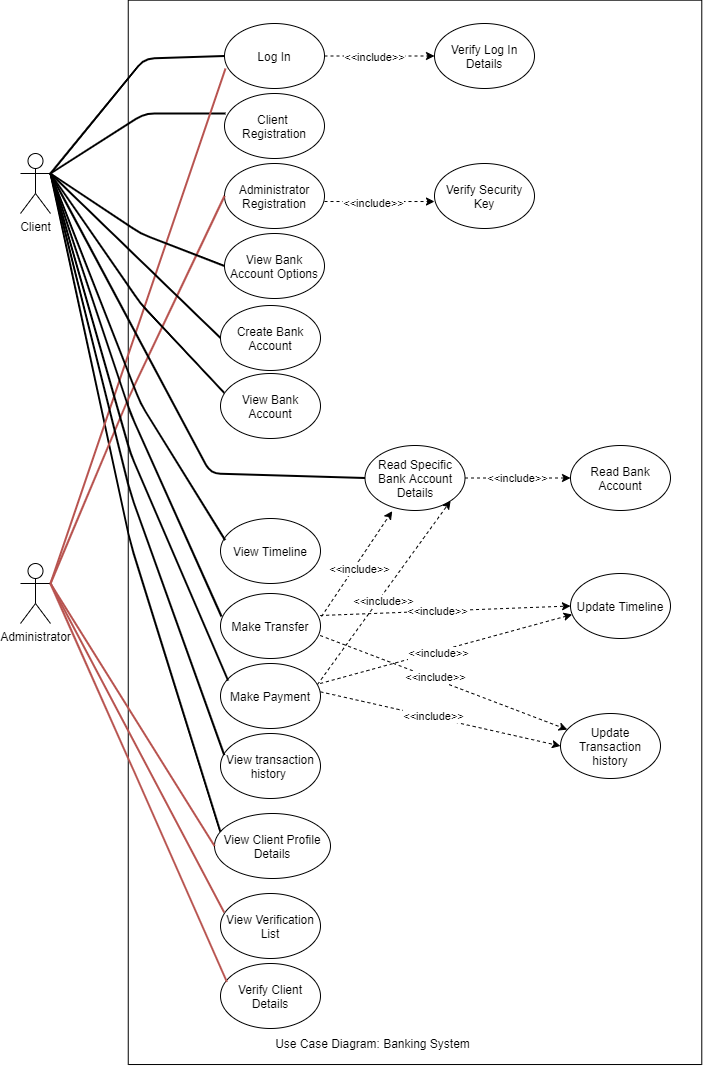 Log In
<<include>>
Verify Log In
Details
Client
Registration
Client
Administrator
Registration
<<include>>
Verify Security
Key
View Bank
Account Options
Create Bank
Account
View Bank
Account
Read Specific
Bank Account
Details
<<include>>
Read Bank
Account
View Timeline
<<include>>
Administrator
Make Transfer
<<include>>
<<include>>
Update Timeline
Make Payment
<<include>>
<<include>>
<<include>>
Update
Transaction
history
View transaction
history
View Client Profile
Details
View Verification
List
Verify Client
Details
Use Case Diagram: Banking System